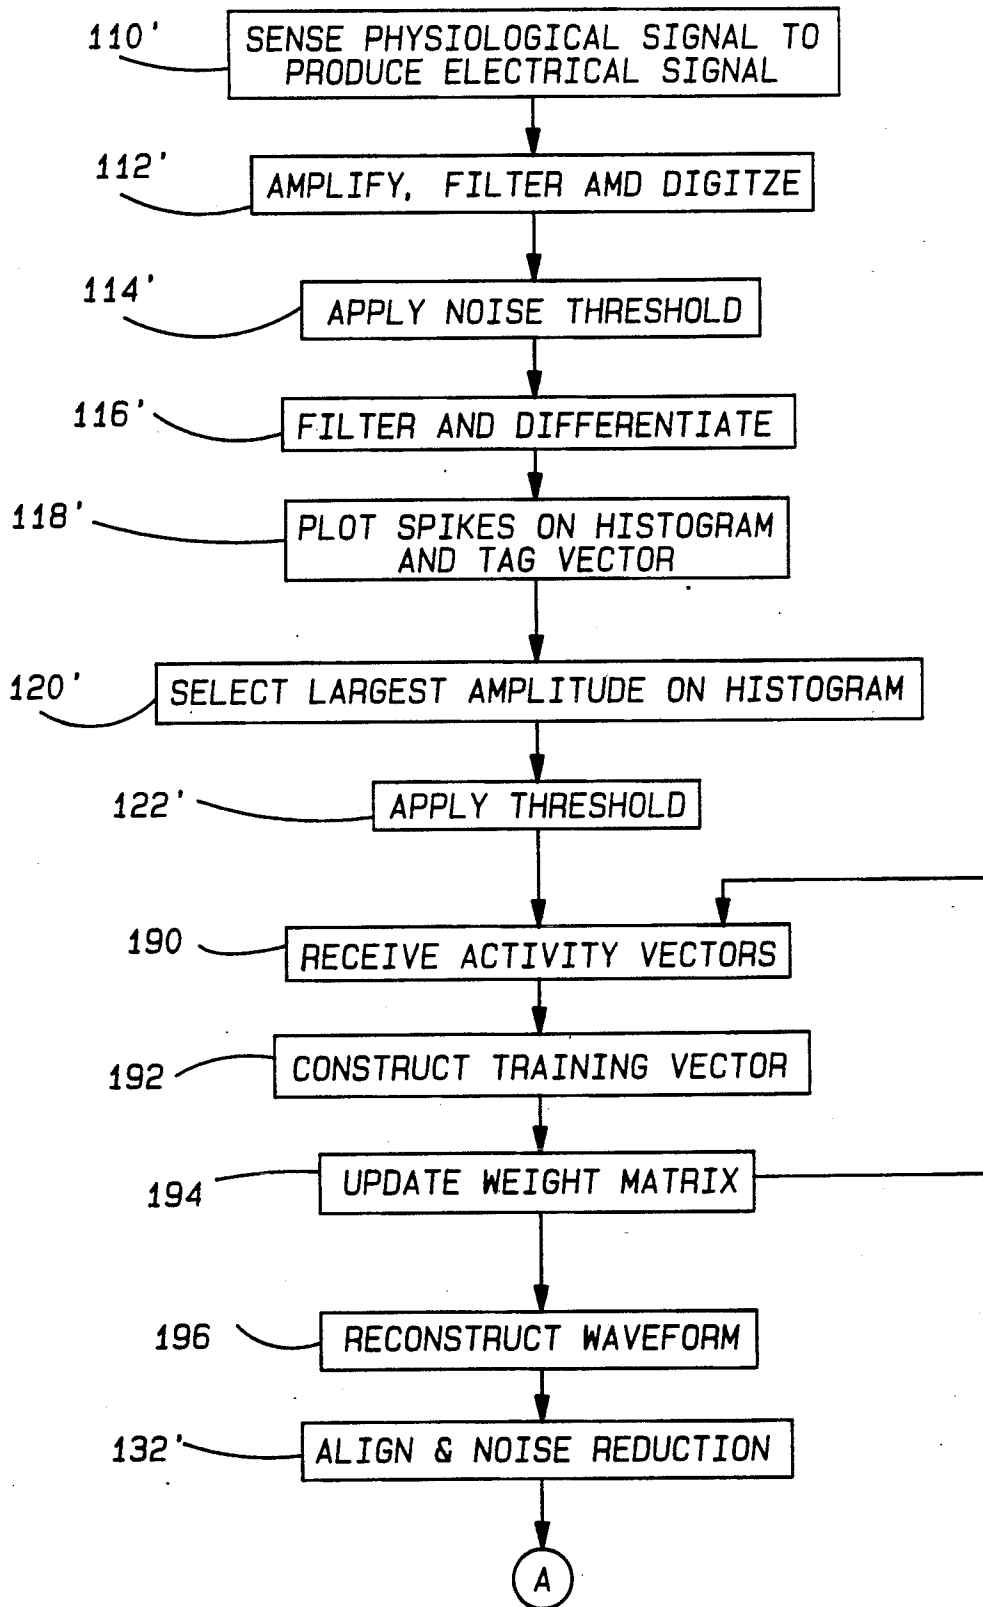 110'
SENSE PHYSIOLOGICAL SIGNAL TO
PRODUCE ELECTRICAL SIGNAL
112'
AMPLIFY, FILTER AMD DIGITZE
114'
APPLY NOISE THRESHOLD
116'
FILTER AND DIFFERENTIATE
118'
PLOT SPIKES ON HISTOGRAM
AND TAG VECTOR
120'
SELECT LARGEST AMPLITUDE ON HISTOGRAM
122'
APPLY THRESHOLD
190
RECEIVE ACTIVITY VECTORS
192
CONSTRUCT TRAINING VECTOR
194
UPDATE WEIGHT MATRIX
196
RECONSTRUCT WAVEFORM
132'
ALIGN & NOISE REDUCTION
A